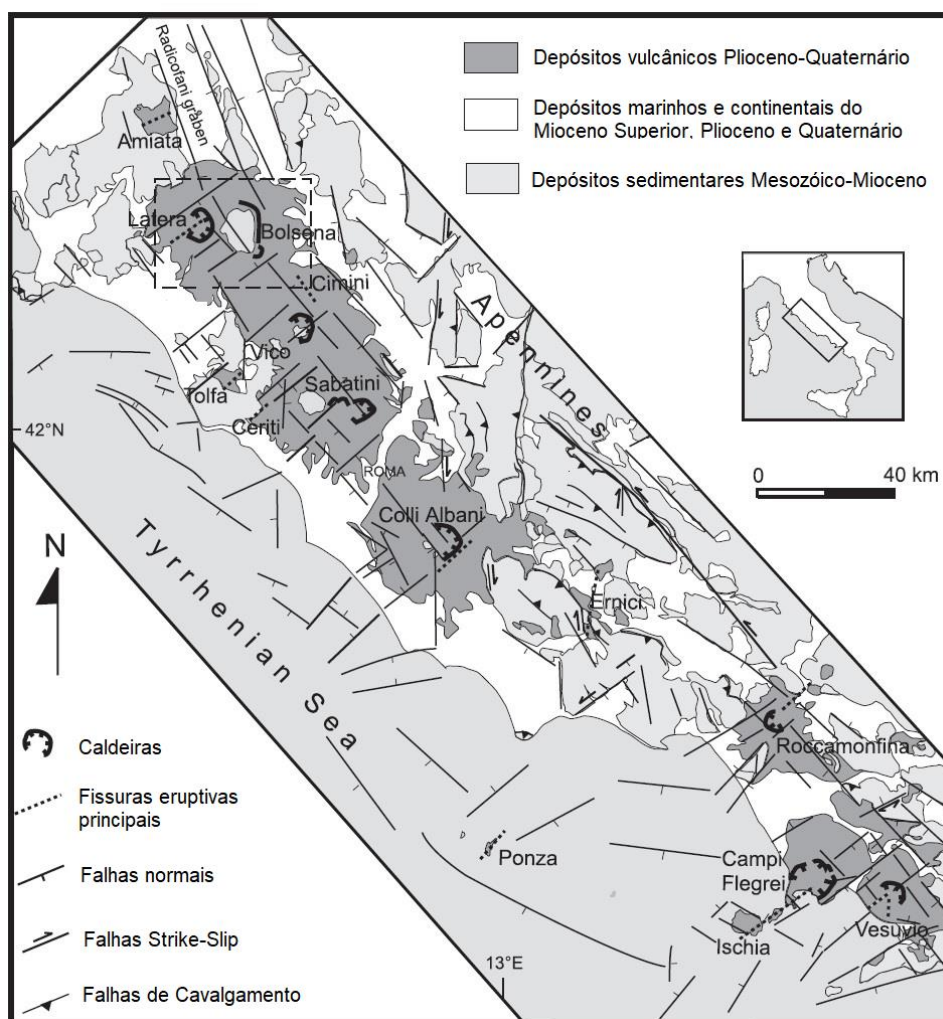 Depósitos vulcânicos Plioceno-Quaternário
Depósitos marinhos e continentais do
Mioceno Superior, Plioceno e Quaternário
Depósitos sedimentares Mesozóico-Mioceno
Radicofani gråben
Amiata
Latera
Bolsena
Cimini
Apennines
Vico
Tolfa
Sabatini
Ceriti
42°N
ROMA
0 40 km
Colli Albani
N
Tyrrhenian Sea
Ernici
Caldeiras
Roccamonfina
Fissuras eruptivas
principais
Ponza
Campi
Flegrei
Falhas normais
Vesuvio
Ischia
Falhas Strike-Slip
13°E
Falhas de Cavalgamento